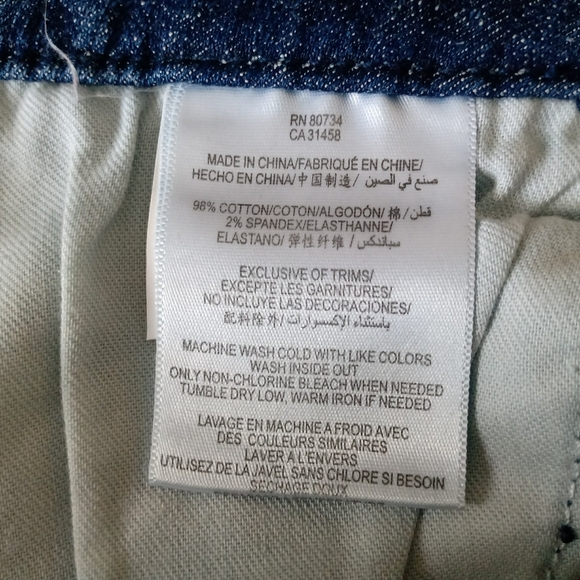 RN 80734
CA 31458
MADE IN CHINA/FABRIQUÉ EN CHINE/
HECHO EN CHINA/中国制造/ صنع في الصين
98% COTTON/COTON/ALGODÓN/棉/قطن
2% SPANDEX/ELASTHANNE/
ELASTANO/弹性纤维/سباندكس
EXCLUSIVE OF TRIMS/
EXCEPTE LES GARNITURES/
NO INCLUYE LAS DECORACIONES/
配料除外/باستثناء الإكسسوارات
MACHINE WASH COLD WITH LIKE COLORS
WASH INSIDE OUT
ONLY NON-CHLORINE BLEACH WHEN NEEDED
TUMBLE DRY LOW, WARM IRON IF NEEDED
LAVAGE EN MACHINE A FROID AVEC
DES COULEURS SIMILAIRES
LAVER A L'ENVERS
UTILISEZ DE LA JAVEL SANS CHLORE SI BESOIN
SECHAGE DOUX